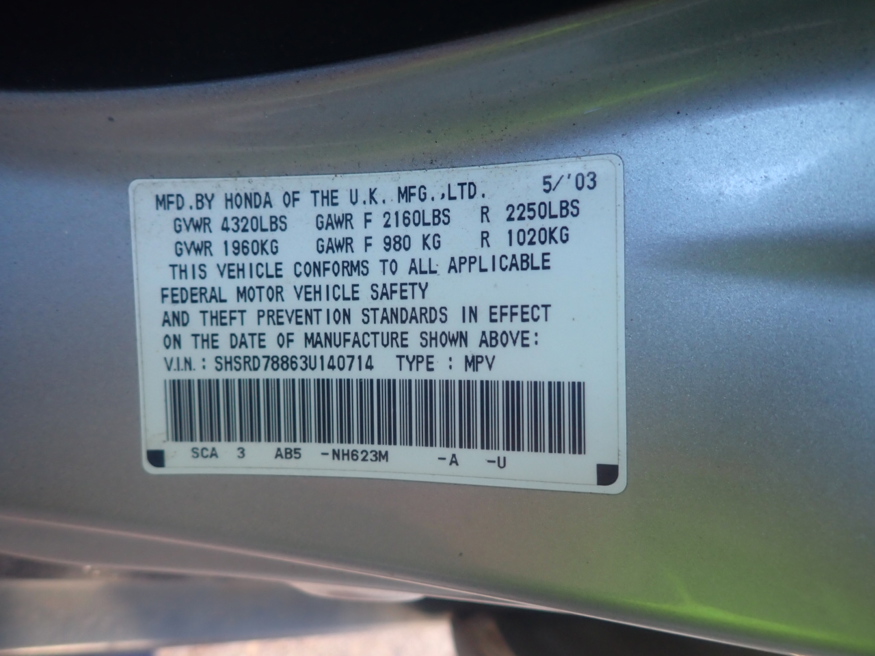 MFD.BY HONDA OF THE U.K. MFG.,LTD. 5/'03
GVWR 4320LBS GAWR F 2160LBS R 2250LBS
GVWR 1960KG GAWR F 980 KG R 1020KG
THIS VEHICLE CONFORMS TO ALL APPLICABLE
FEDERAL MOTOR VEHICLE SAFETY
AND THEFT PREVENTION STANDARDS IN EFFECT
ON THE DATE OF MANUFACTURE SHOWN ABOVE:
V.I.N.: SHSRD78863U140714 TYPE : MPV
SCA 3 AB5 -NH623M -A -U